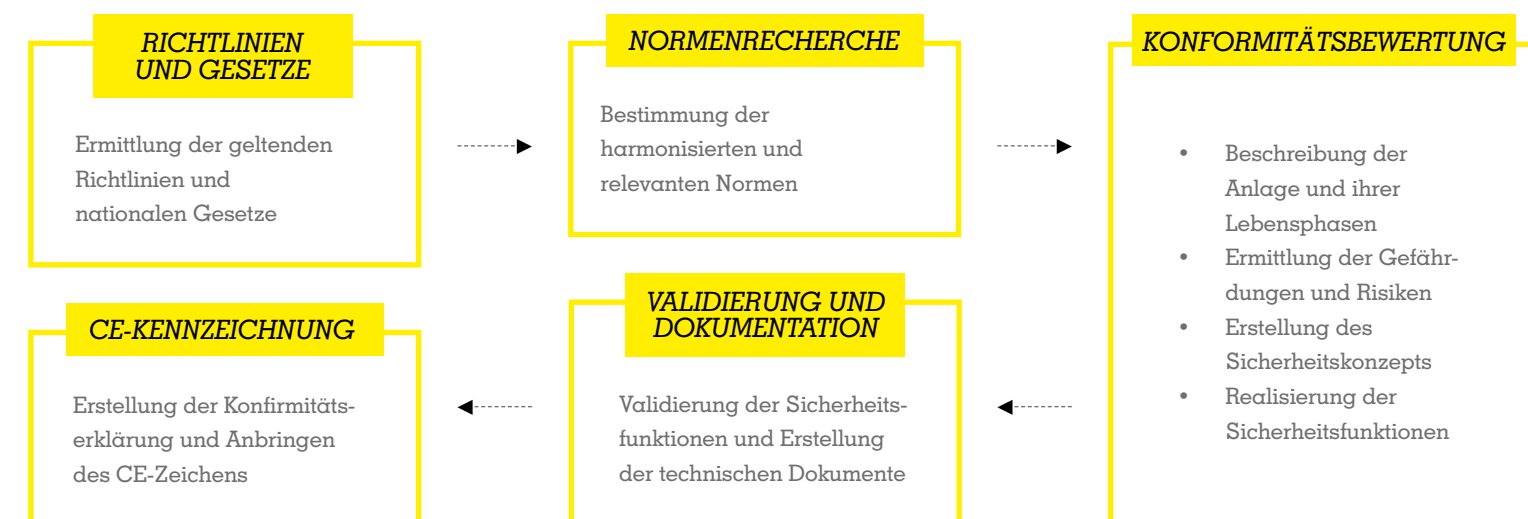 RICHTLINIEN
UND GESETZE
Ermittlung der geltenden
Richtlinien und
nationalen Gesetze
NORMENRECHERCHE
Bestimmung der
harmonisierten und
relevanten Normen
KONFORMITÄTSBEWERTUNG
• Beschreibung der
Anlage und ihrer
Lebensphasen
• Ermittlung der Gefähr-
dungen und Risiken
• Erstellung des
Sicherheitskonzepts
• Realisierung der
Sicherheitsfunktionen
VALIDIERUNG UND
DOKUMENTATION
Validierung der Sicherheits-
funktionen und Erstellung
der technischen Dokumente
CE-KENNZEICHNUNG
Erstellung der Konfirmitäts-
erklärung und Anbringen
des CE-Zeichens